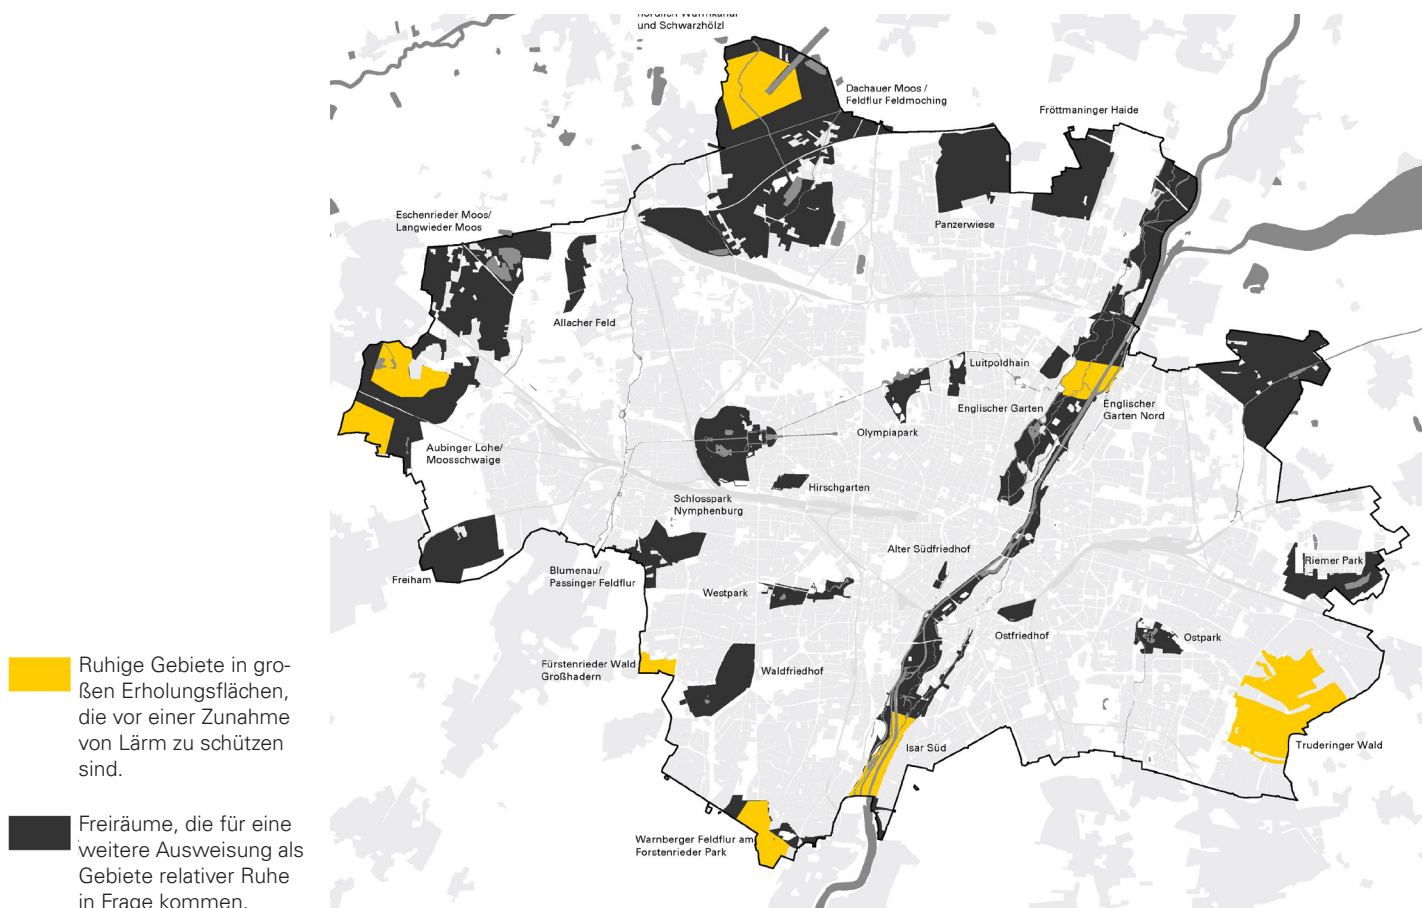 nördlich Würmkanal
und Schwarzhölzl
Dachauer Moos /
Feldflur Feldmoching
Fröttmaninger Haide
Eschenrieder Moos/
Langwieder Moos
Panzerwiese
Allacher Feld
Luitpoldhain
Englischer Garten
Englischer
Garten Nord
Olympiapark
Aubinger Lohe/
Moosschwaige
Hirschgarten
Schlosspark
Nymphenburg
Alter Südfriedhof
Riemer Park
Freiham
Blumenau/
Passinger Feldflur
Westpark
Ostfriedhof
Ostpark
Fürstenrieder Wald
Großhadern
Waldfriedhof
Isar Süd
Truderinger Wald
Warnberger Feldflur am
Forstenrieder Park
Ruhige Gebiete in gro-
ßen Erholungsflächen,
die vor einer Zunahme
von Lärm zu schützen
sind.
Freiräume, die für eine
weitere Ausweisung als
Gebiete relativer Ruhe
in Frage kommen.